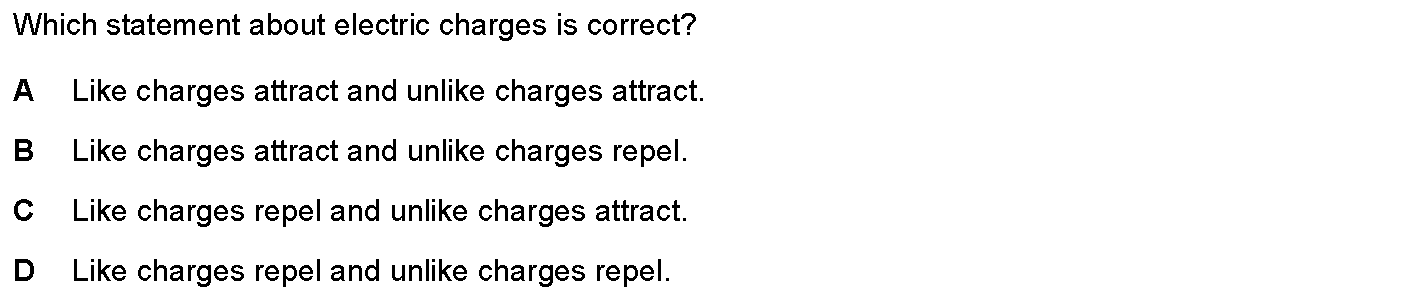 Which statement about electric charges is correct?
A Like charges attract and unlike charges attract.
B Like charges attract and unlike charges repel.
C Like charges repel and unlike charges attract.
D Like charges repel and unlike charges repel.